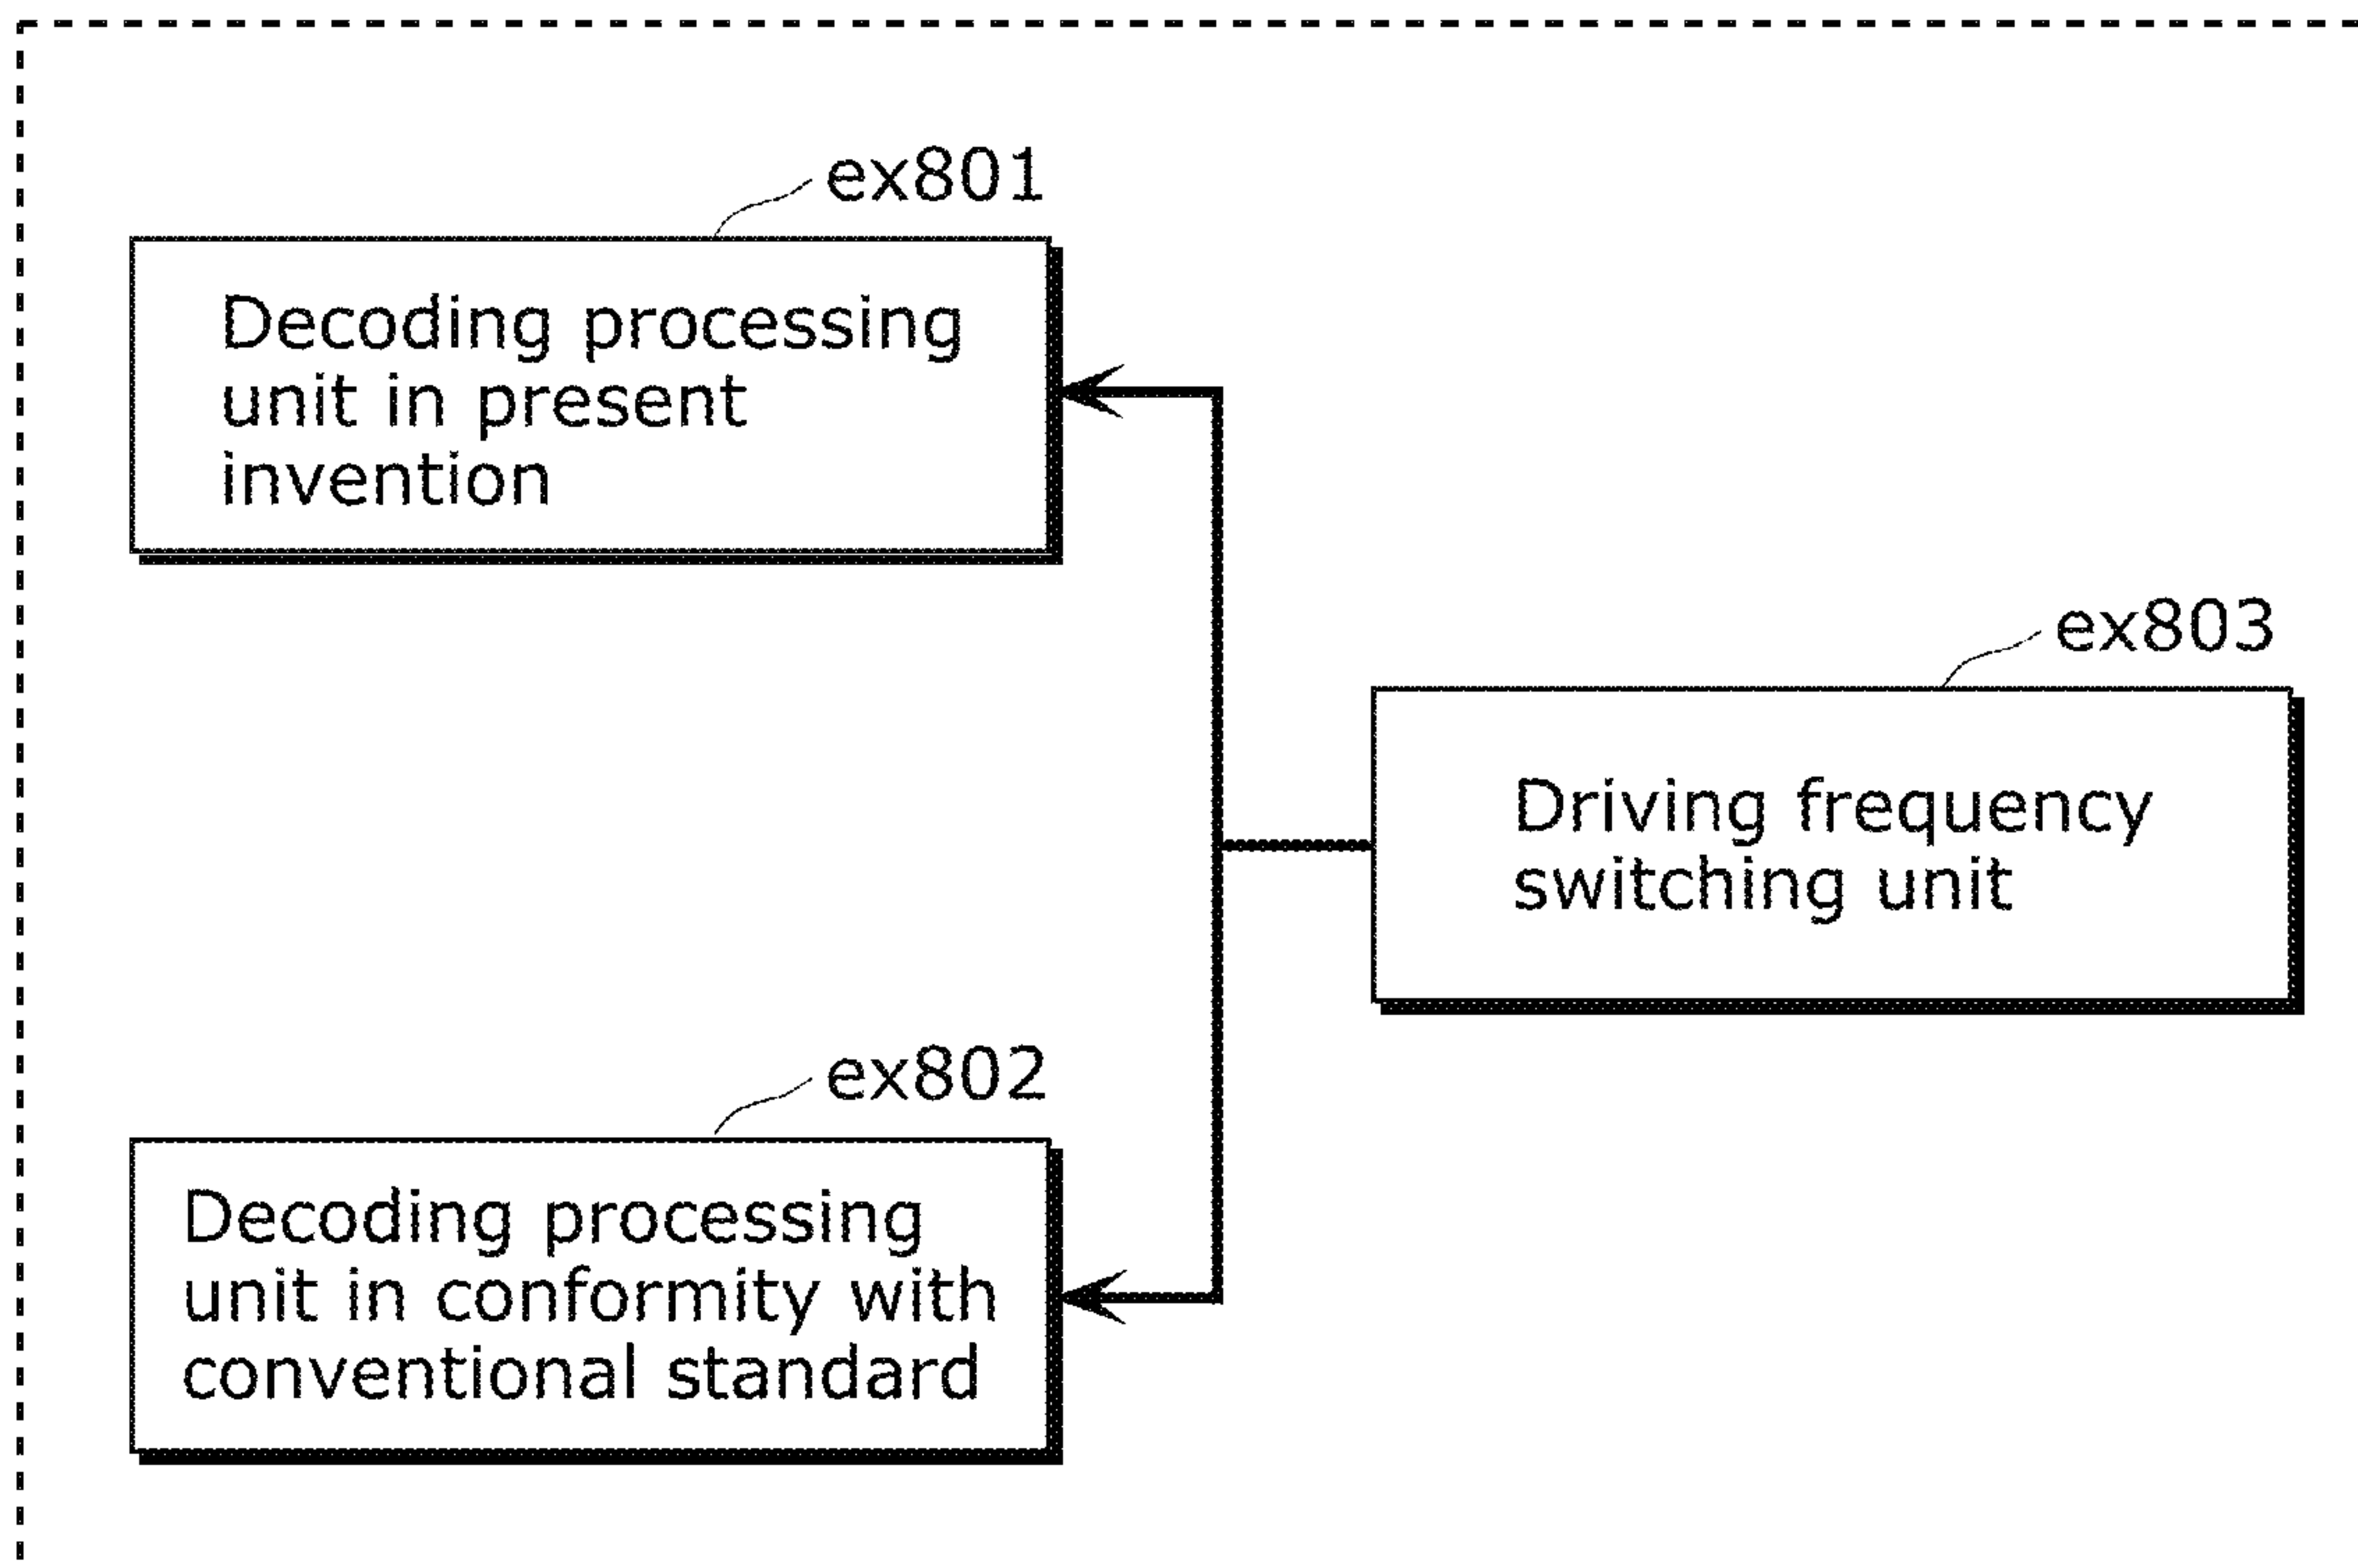 ex801
Decoding processing
unit in present
invention
ex803
Driving frequency
switching unit
ex802
Decoding processing
unit in conformity with
conventional standard